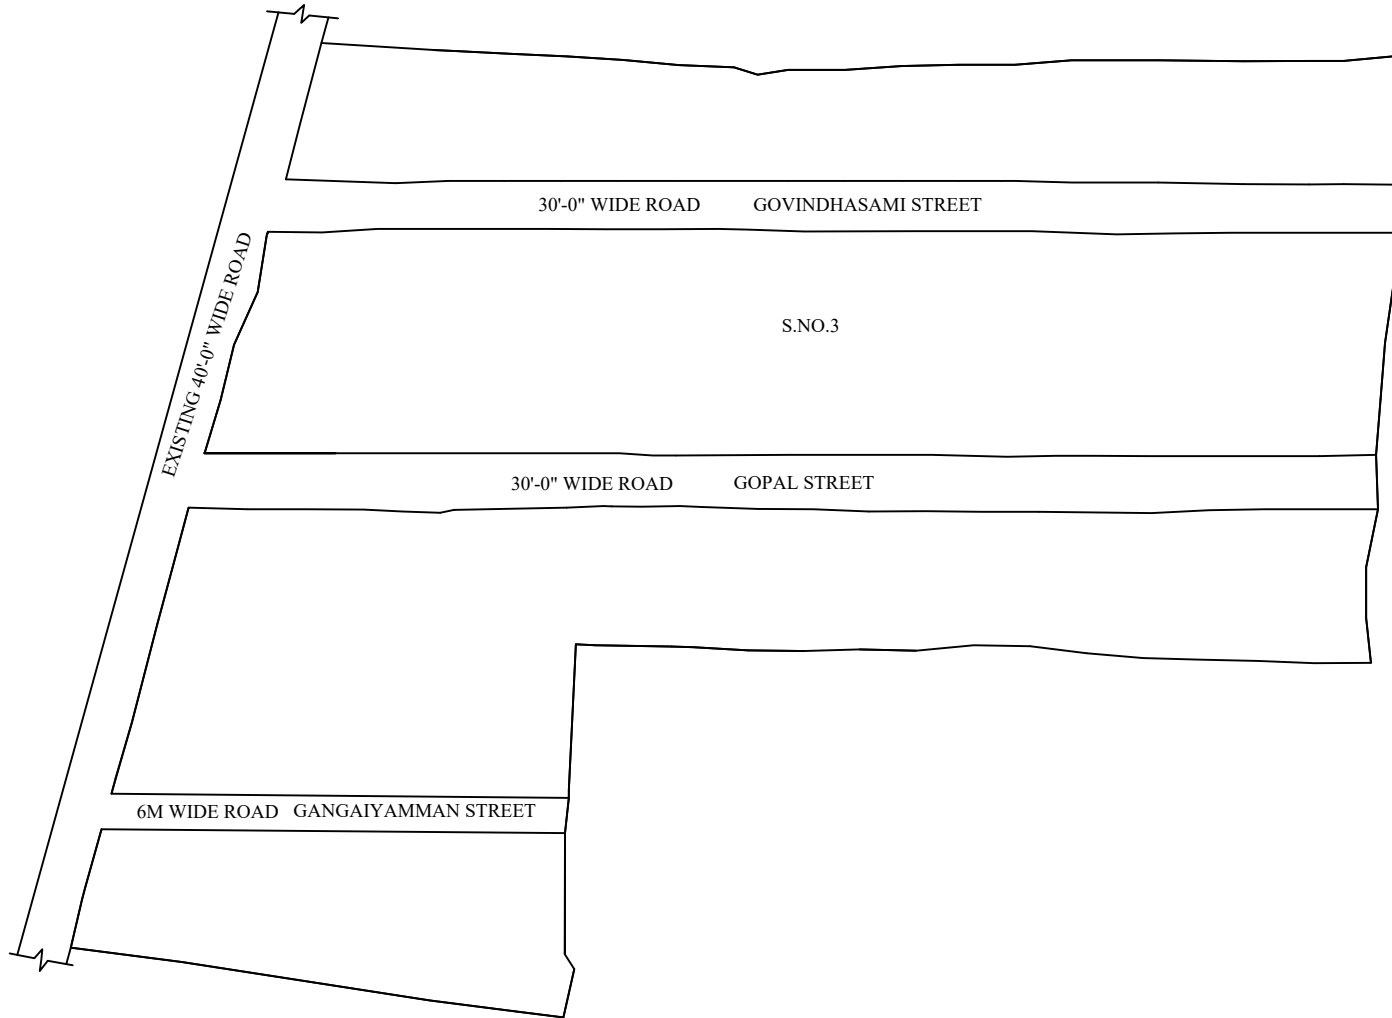 30'-0" WIDE ROAD GOVINDHASAMI STREET
EXISTING 40'-0" WIDE ROAD
S.NO.3
30'-0" WIDE ROAD GOPAL STREET
6M WIDE ROAD GANGAIYAMMAN STREET